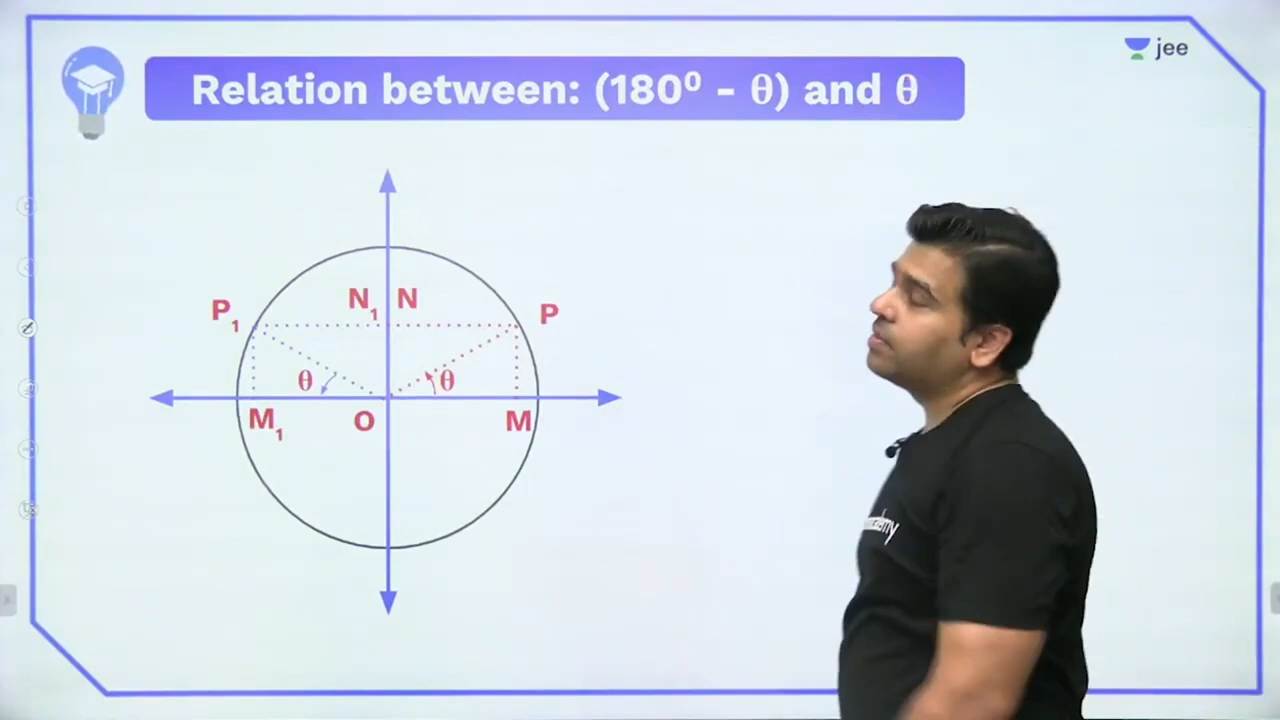 jee
Relation between: (180⁰ - θ) and θ
P₁
N₁
N
P
θ
θ
M₁
O
M